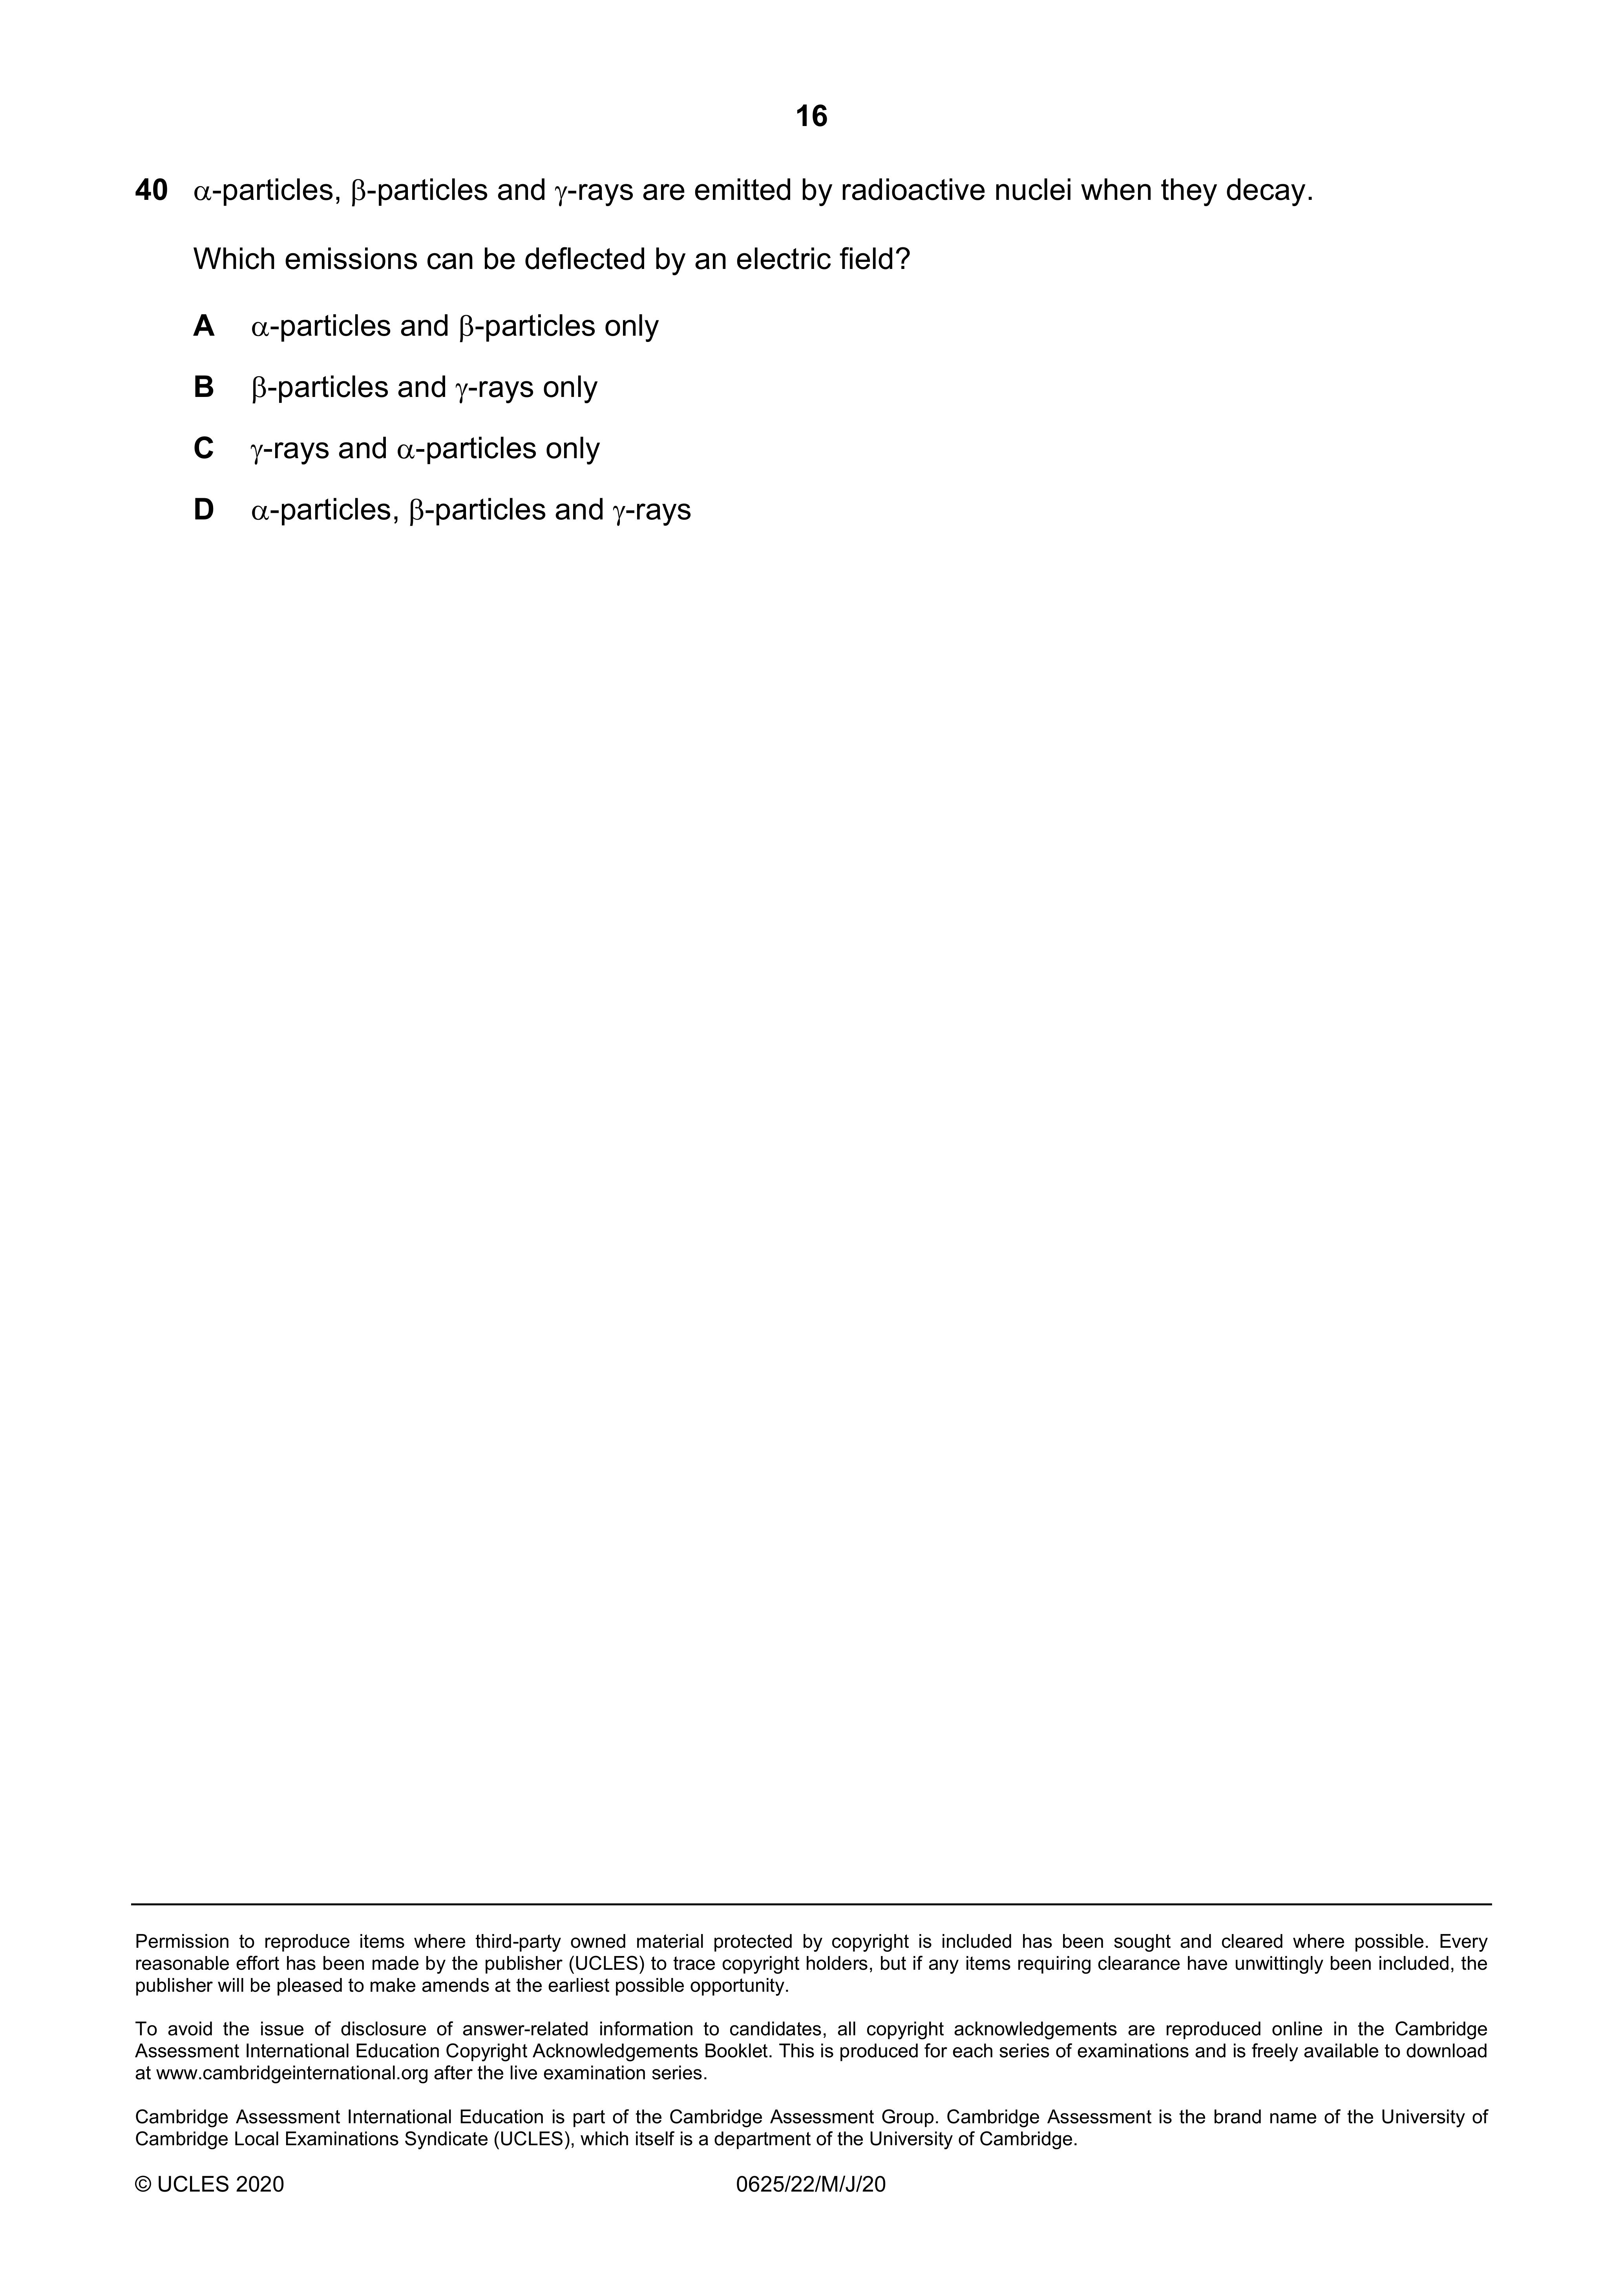 16
40 α-particles, β-particles and γ-rays are emitted by radioactive nuclei when they decay.
Which emissions can be deflected by an electric field?
A α-particles and β-particles only
B β-particles and γ-rays only
C γ-rays and α-particles only
D α-particles, β-particles and γ-rays
Permission to reproduce items where third-party owned material protected by copyright is included has been sought and cleared where possible. Every
reasonable effort has been made by the publisher (UCLES) to trace copyright holders, but if any items requiring clearance have unwittingly been included, the
publisher will be pleased to make amends at the earliest possible opportunity.
To avoid the issue of disclosure of answer-related information to candidates, all copyright acknowledgements are reproduced online in the Cambridge
Assessment International Education Copyright Acknowledgements Booklet. This is produced for each series of examinations and is freely available to download
at www.cambridgeinternational.org after the live examination series.
Cambridge Assessment International Education is part of the Cambridge Assessment Group. Cambridge Assessment is the brand name of the University of
Cambridge Local Examinations Syndicate (UCLES), which itself is a department of the University of Cambridge.
© UCLES 2020 0625/22/M/J/20